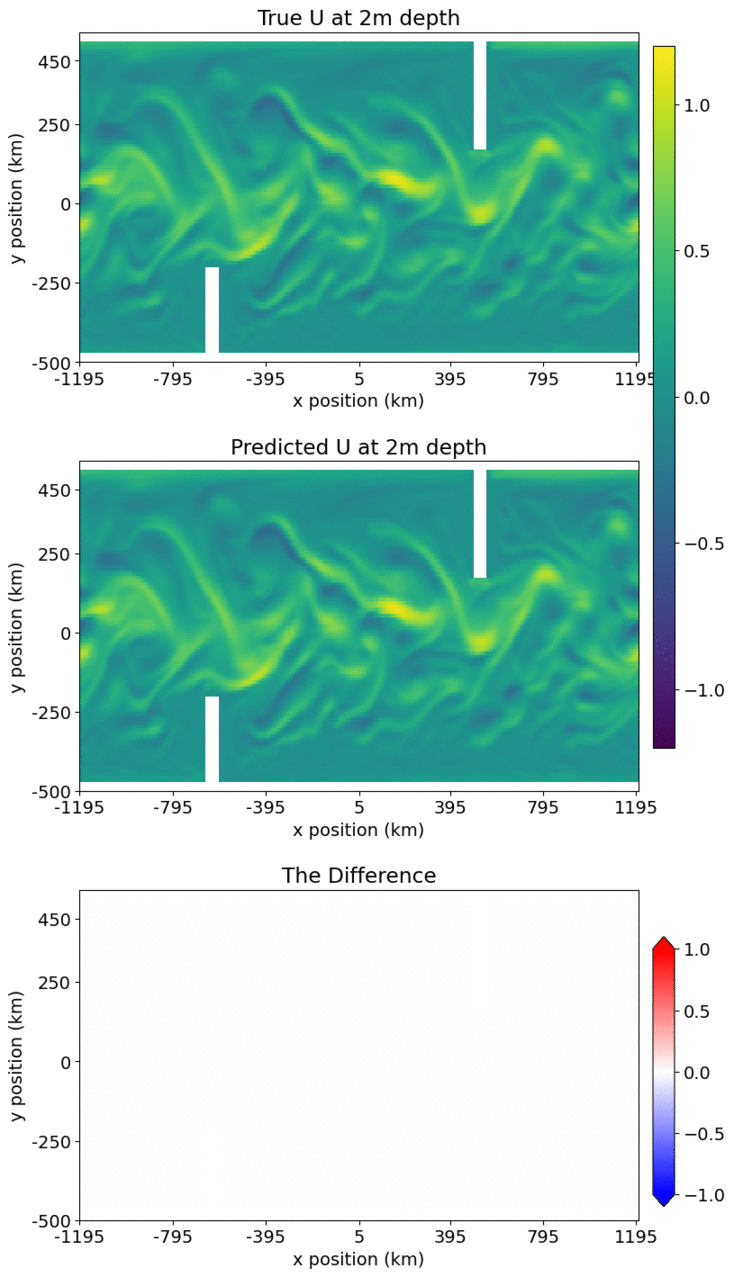 True U at 2m depth
450
250
0
-250
-500
y position (km)
-1195 -795 -395 5 395 795 1195
x position (km)
1.0
0.5
0.0
−0.5
−1.0
Predicted U at 2m depth
450
250
0
-250
-500
y position (km)
-1195 -795 -395 5 395 795 1195
x position (km)
The Difference
450
250
0
-250
-500
y position (km)
-1195 -795 -395 5 395 795 1195
x position (km)
1.0
0.5
0.0
−0.5
−1.0